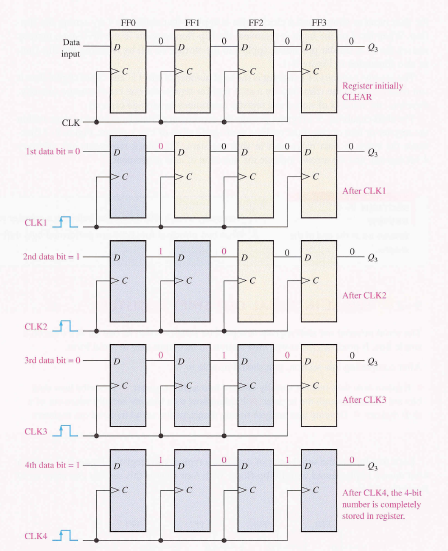 FF0 FF1 FF2 FF3
Data
input
D 0 D 0 D 0 D 0 Q3
C C C C
Register initially
CLEAR
CLK
1st data bit = 0 D 0 D 0 D 0 D 0 Q3
C C C C
After CLK1
CLK1
2nd data bit = 1 D 1 D 0 D 0 D 0 Q3
C C C C
After CLK2
CLK2
3rd data bit = 0 D 0 D 1 D 0 D 0 Q3
C C C C
After CLK3
CLK3
4th data bit = 1 D 1 D 0 D 1 D 0 Q3
C C C C
After CLK4, the 4-bit
number is completely
stored in register.
CLK4